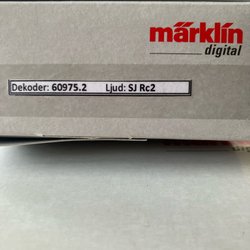 märklin
digital
Dekoder: 60975.2 Ljud: SJ Rc2